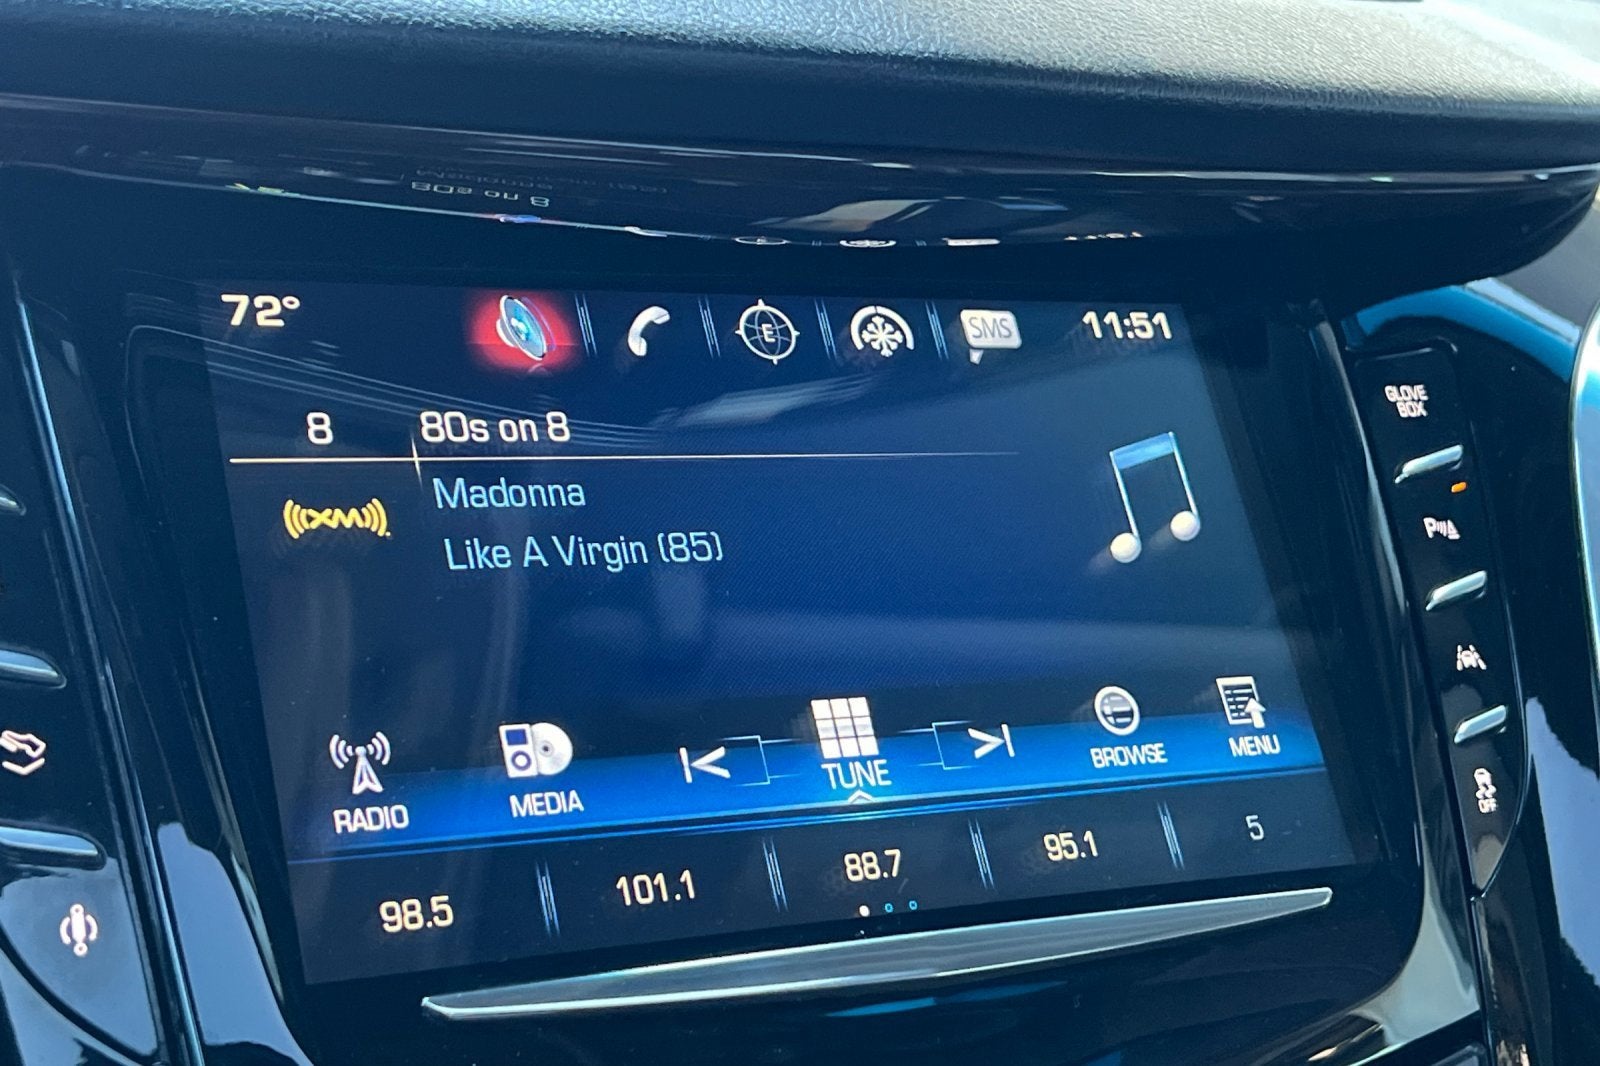 72°
SMS
11:51
E
8
80s on 8
XM
Madonna
Like A Virgin (85)
RADIO
MEDIA
TUNE
BROWSE
MENU
98.5
101.1
88.7
95.1
5
GLOVE
BOX
P
OFF